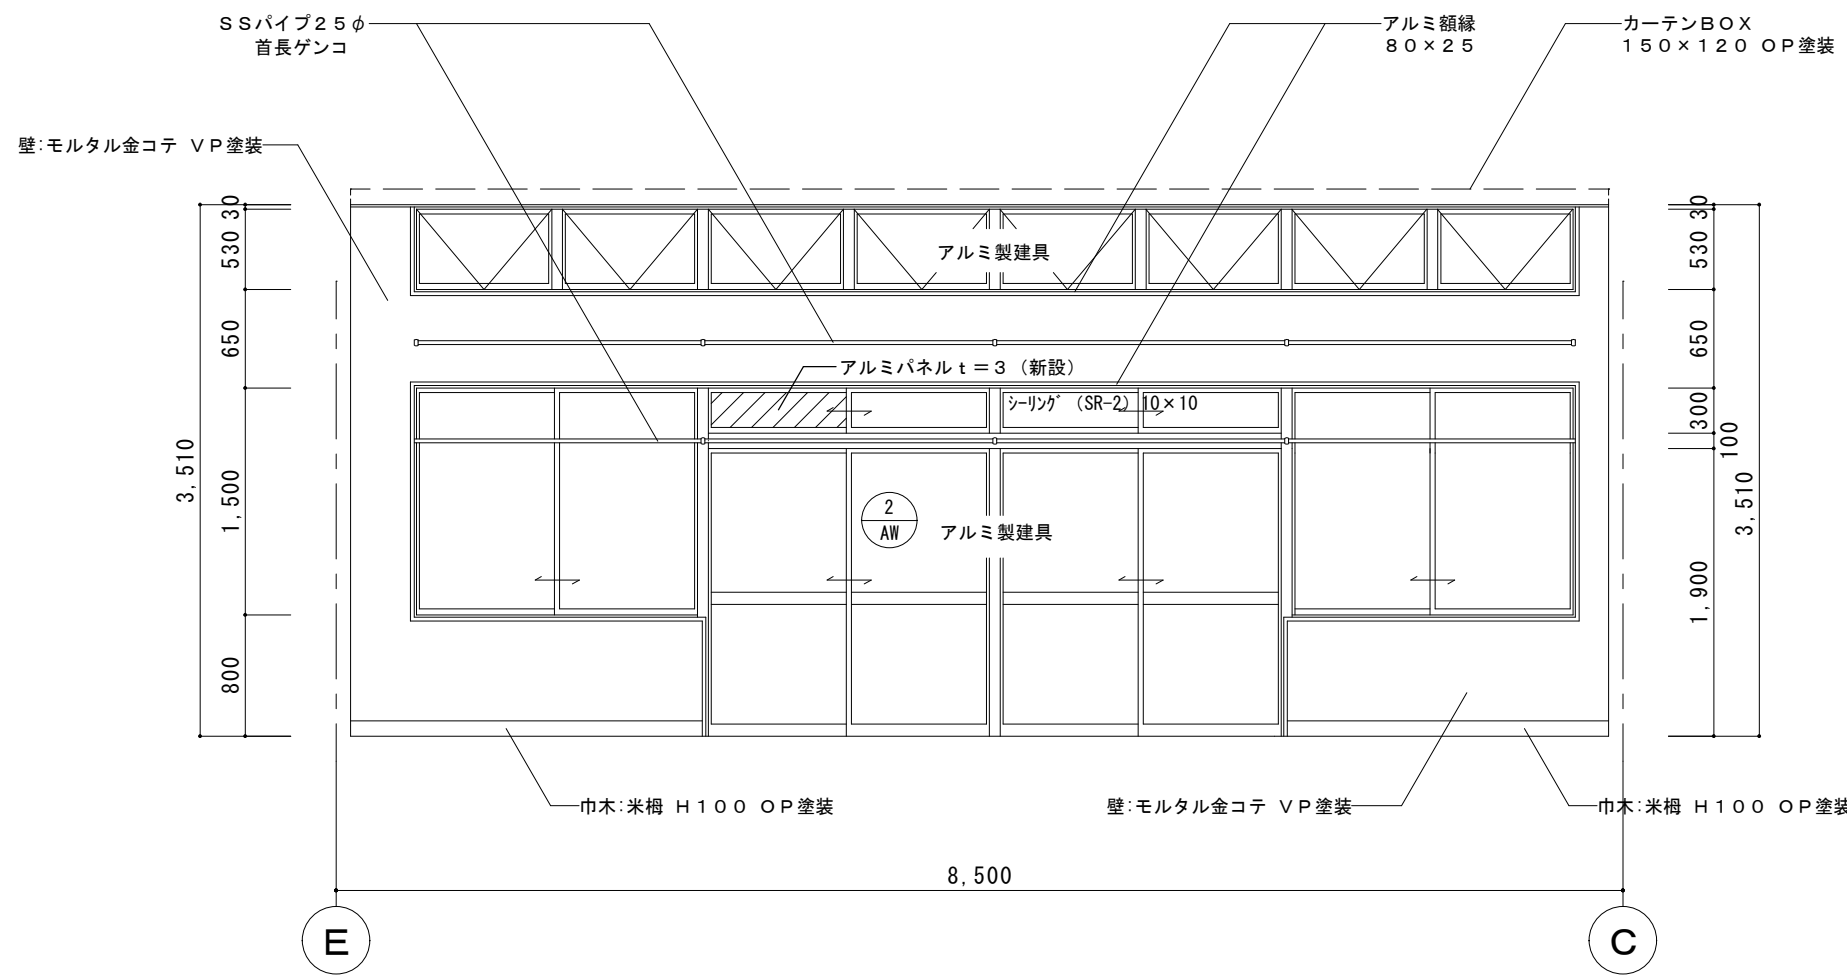 SSパイプ25φ
首長ゲンコ
アルミ額縁
80×25
カーテンBOX
150×120 OP塗装
壁:モルタル金コテ VP塗装
30
530
650
1,500
800
3,510
アルミ製建具
アルミパネルt=3 (新設)
シーリング (SR-2) 10×10
2
AW
アルミ製建具
30
530
650
300
100
1,900
3,510
巾木:米栂 H100 OP塗装
壁:モルタル金コテ VP塗装
巾木:米栂 H100 OP塗装
8,500
E
C